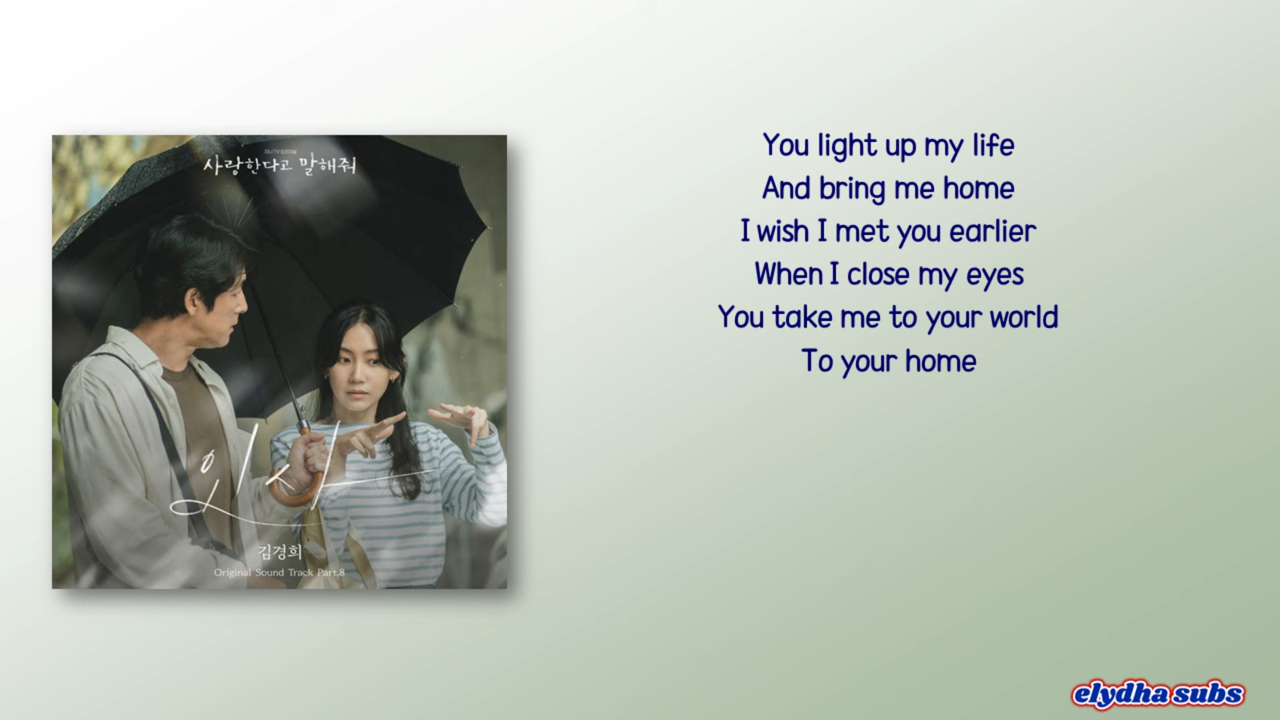 사랑한다고 말해줘
인사
김경희
Original Sound Track Part.8
You light up my life
And bring me home
I wish I met you earlier
When I close my eyes
You take me to your world
To your home
elydha subs